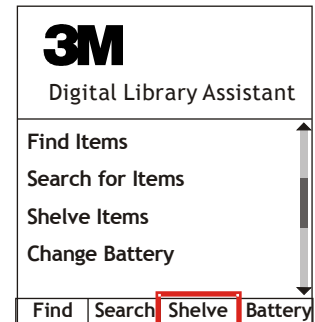 3M
Digital Library Assistant
Find Items
Search for Items
Shelve Items
Change Battery
Find Search Shelve Battery